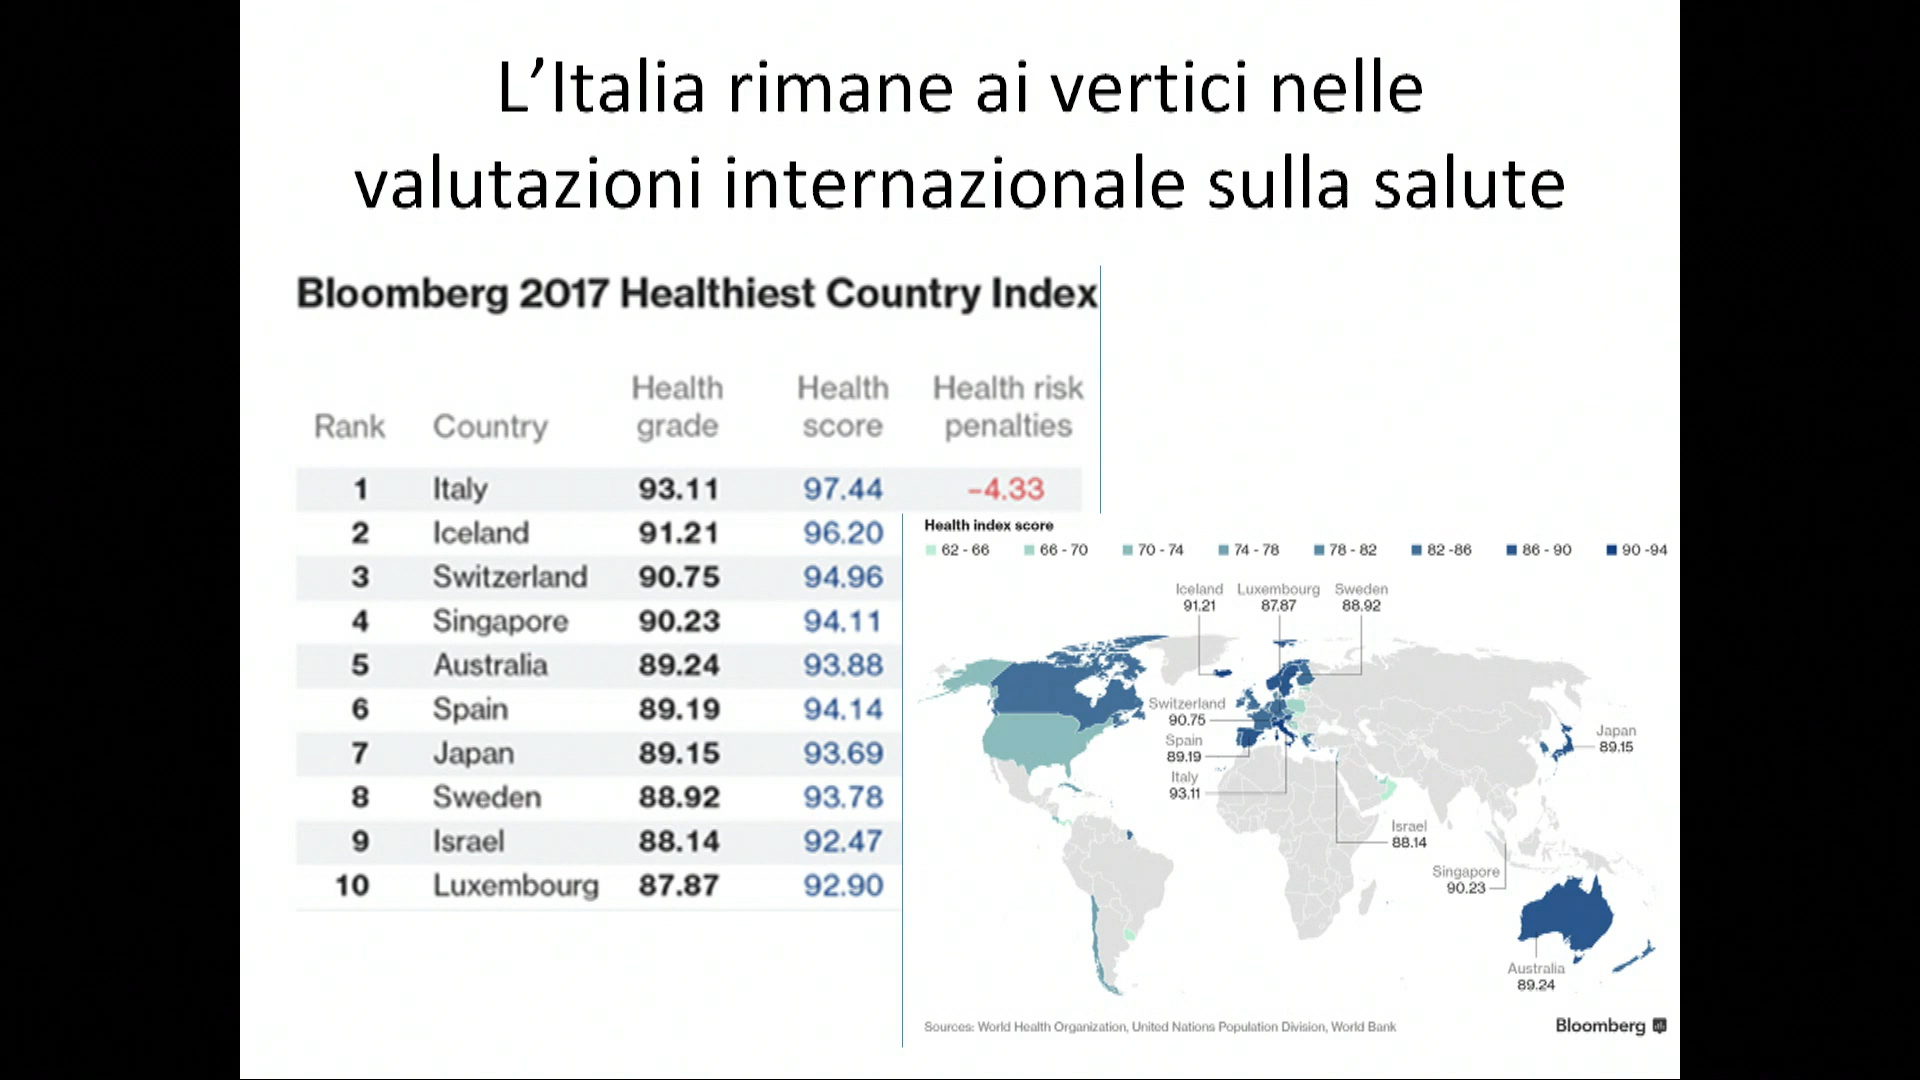 L’Italia rimane ai vertici nelle
valutazioni internazionale sulla salute
Bloomberg 2017 Healthiest Country Index
Rank Country Health grade Health score Health risk penalties
1 Italy 93.11 97.44 –4.33
2 Iceland 91.21 96.20
3 Switzerland 90.75 94.96
4 Singapore 90.23 94.11
5 Australia 89.24 93.88
6 Spain 89.19 94.14
7 Japan 89.15 93.69
8 Sweden 88.92 93.78
9 Israel 88.14 92.47
10 Luxembourg 87.87 92.90
Health index score
62 - 66 66 - 70 70 - 74 74 - 78 78 - 82 82 -86 86 - 90 90 -94
Iceland Luxembourg Sweden
91.21 87.87 88.92
Switzerland
90.75
Spain
89.19
Italy
93.11
Japan
89.15
Israel
88.14
Singapore
90.23
Australia
89.24
Sources: World Health Organization, United Nations Population Division, World Bank
Bloomberg